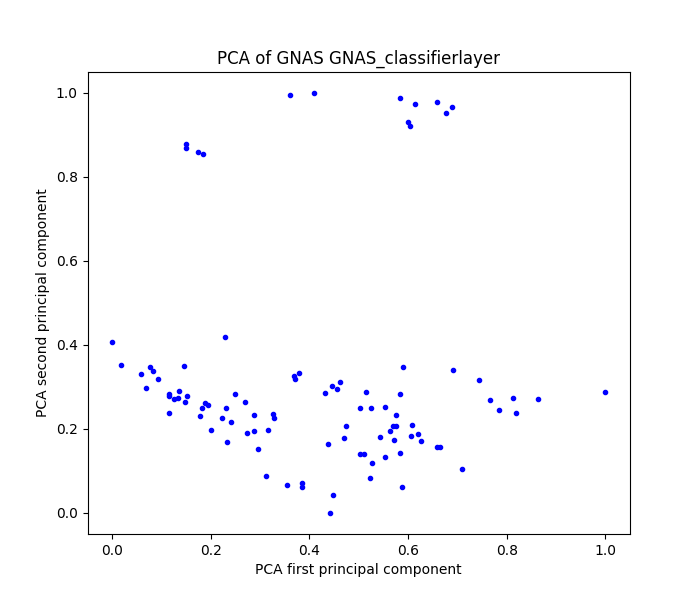 PCA of GNAS GNAS_classifierlayer
1.0
0.8
0.6
0.4
0.2
0.0
PCA second principal component
0.0 0.2 0.4 0.6 0.8 1.0
PCA first principal component